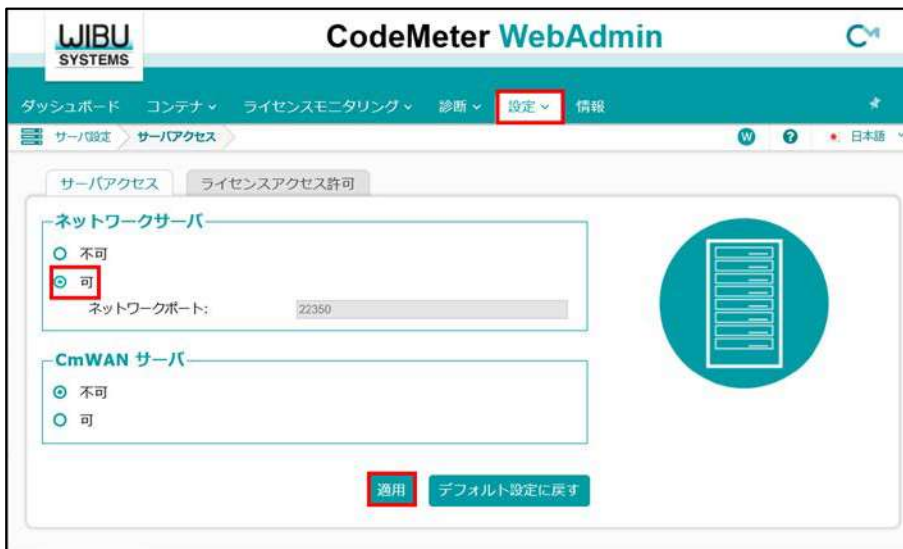 WIBU
SYSTEMS
CodeMeter WebAdmin
ダッシュボード コンテナ ライセンスモニタリング 診断 設定 情報
サーバ設定 サーバアクセス W ? 日本語
サーバアクセス ライセンスアクセス許可
ネットワークサーバ
不可
可
ネットワークポート: 22350
CmWAN サーバ
不可
可
適用 デフォルト設定に戻す